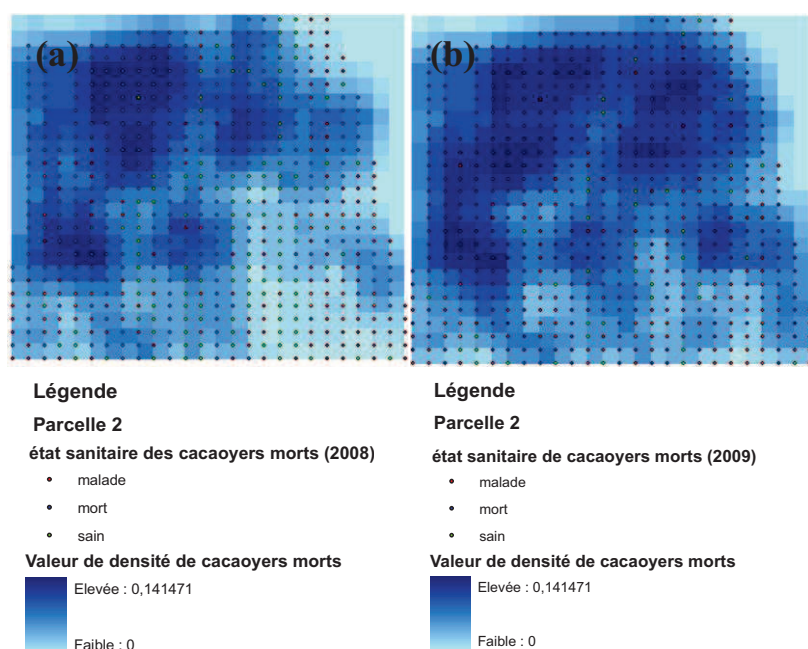 (a)
Légende
Parcelle 2
état sanitaire des cacaoyers morts (2008)
malade
mort
sain
Valeur de densité de cacaoyers morts
Elevée : 0,141471
Faible : 0
(b)
Légende
Parcelle 2
état sanitaire de cacaoyers morts (2009)
malade
mort
sain
Valeur de densité de cacaoyers morts
Elevée : 0,141471
Faible : 0